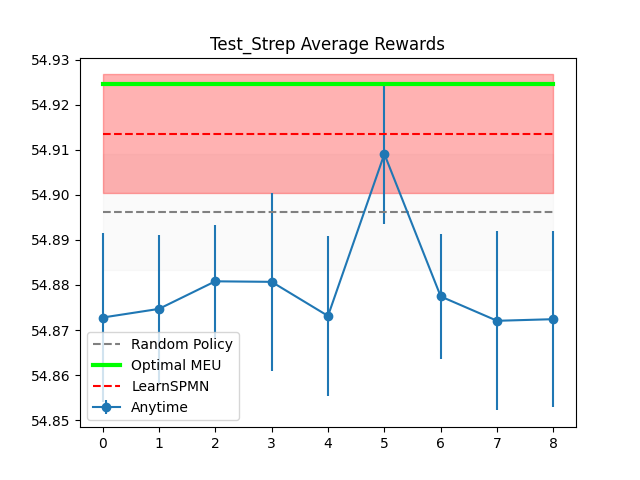 Test_Strep Average Rewards
54.93
54.92
54.91
54.90
54.89
54.88
54.87
54.86
54.85
Random Policy
Optimal MEU
LearnSPMN
Anytime
0 1 2 3 4 5 6 7 8